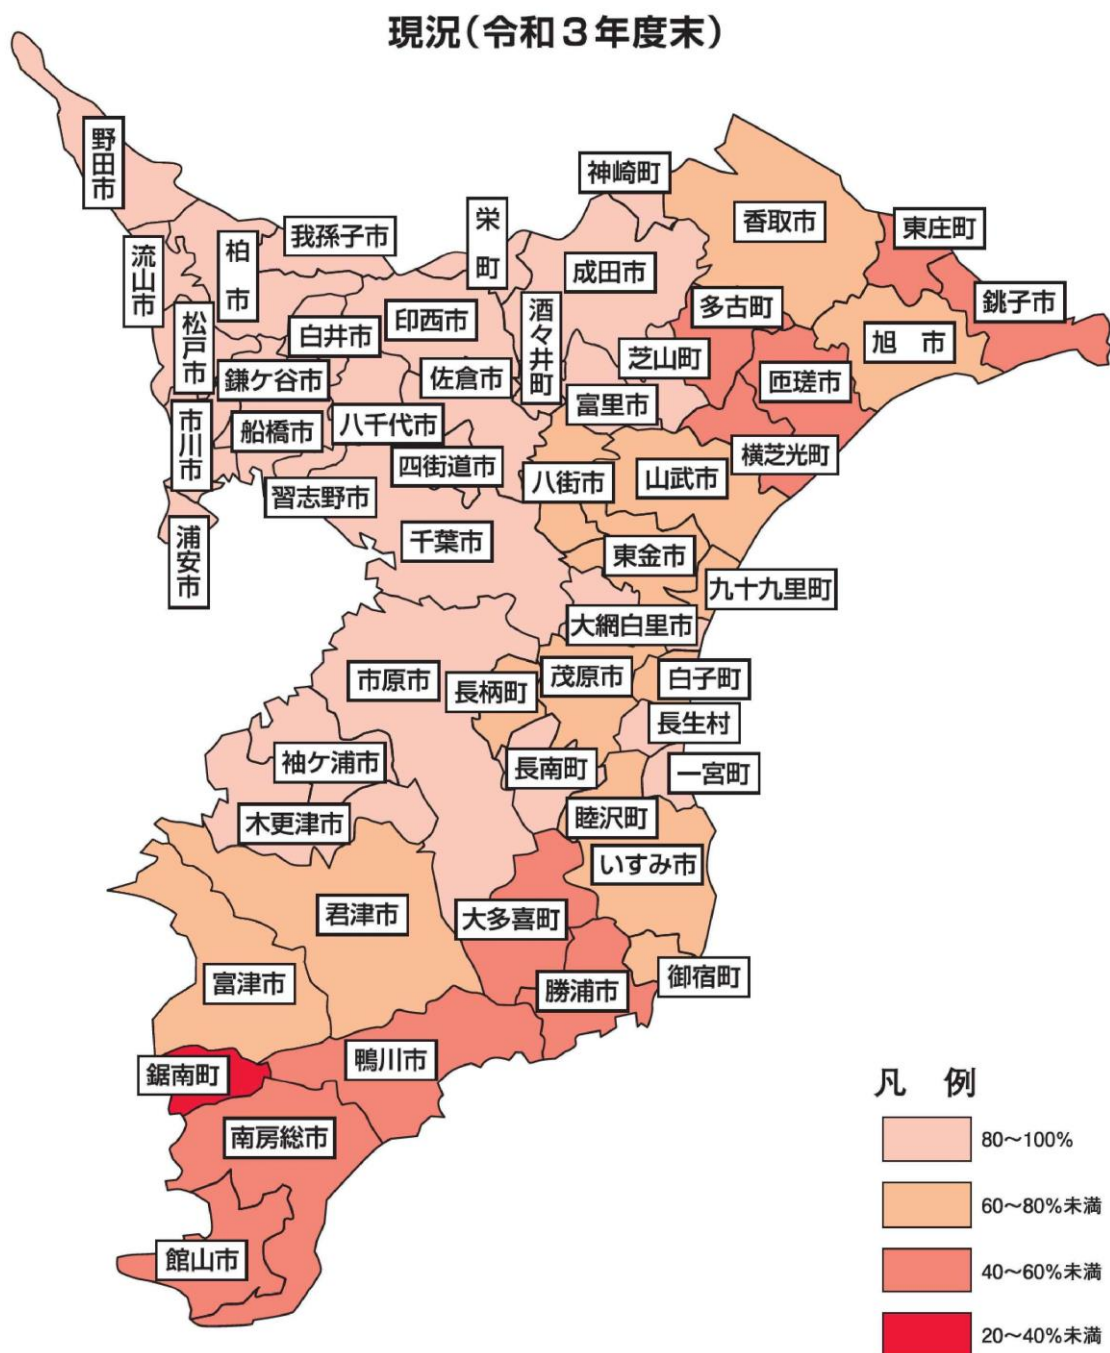 現況(令和３年度末)
野田市
神崎町
栄町
香取市
東庄町
我孫子市
柏市
流山市
成田市
銚子市
多古町
酒々井町
印西市
松戸市
白井市
旭　市
芝山町
佐倉市
鎌ケ谷市
匝瑳市
富里市
市川市
船橋市
八千代市
横芝光町
四街道市
八街市
山武市
習志野市
浦安市
千葉市
東金市
九十九里町
大網白里市
市原市
長柄町
茂原市
白子町
長生村
袖ケ浦市
長南町
一宮町
木更津市
睦沢町
いすみ市
君津市
大多喜町
富津市
勝浦市
御宿町
鋸南町
鴨川市
南房総市
館山市
凡　例
80～100%
60～80%未満
40～60%未満
20～40%未満